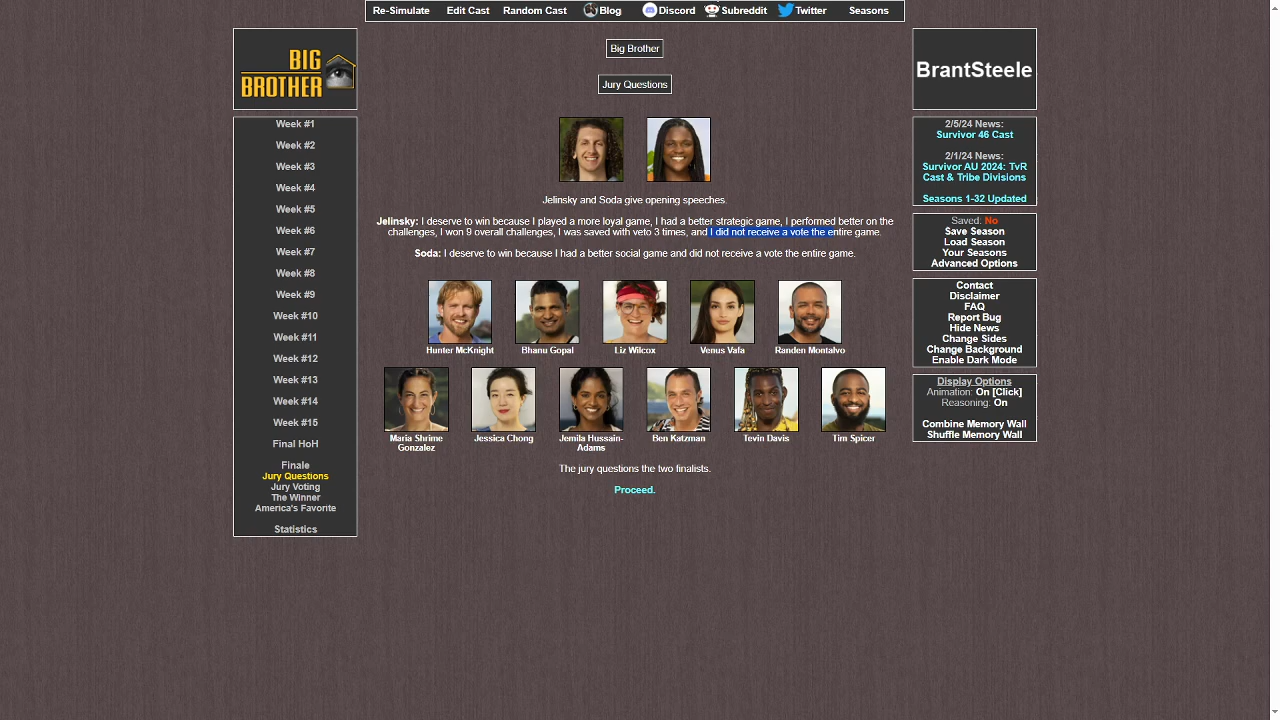 Re-Simulate Edit Cast Random Cast Blog Discord Subreddit Twitter Seasons
BIG
BROTHER
Week #1
Week #2
Week #3
Week #4
Week #5
Week #6
Week #7
Week #8
Week #9
Week #10
Week #11
Week #12
Week #13
Week #14
Week #15
Final HoH
Finale
Jury Questions
Jury Voting
The Winner
America's Favorite
Statistics
Big Brother
Jury Questions
Jelinsky and Soda give opening speeches.
Jelinsky: I deserve to win because I played a more loyal game, I had a better strategic game, I performed better on the
challenges, I won 9 overall challenges, I was saved with veto 3 times, and I did not receive a vote the entire game.
Soda: I deserve to win because I had a better social game and did not receive a vote the entire game.
Hunter McKnight Bhanu Gopal Liz Wilcox Venus Vafa Randen Montalvo
Maria Shrime Jessica Chong Jemila Hussain- Ben Katzman Tevin Davis Tim Spicer
Gonzalez Adams
The jury questions the two finalists.
Proceed.
BrantSteele
2/5/24 News:
Survivor 46 Cast
2/1/24 News:
Survivor AU 2024: TvR
Cast & Tribe Divisions
Seasons 1-32 Updated
Saved: No
Save Season
Load Season
Your Seasons
Advanced Options
Contact
Disclaimer
FAQ
Report Bug
Hide News
Change Sides
Change Background
Enable Dark Mode
Display Options
Animation: On [Click]
Reasoning: On
Combine Memory Wall
Shuffle Memory Wall